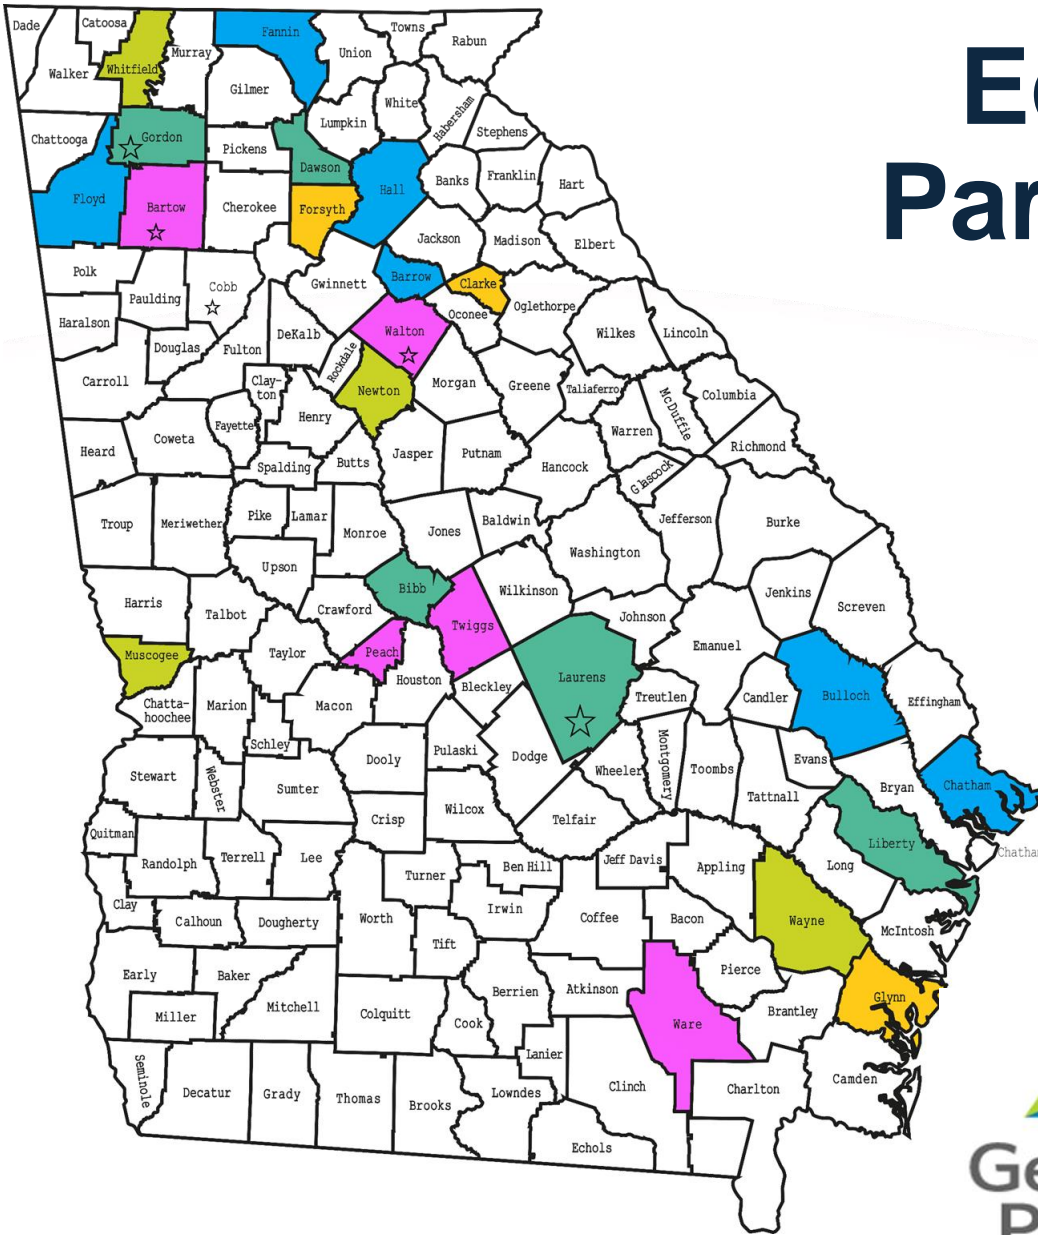 Ec
Par
Dade
Catoosa
Whitfield
Murray
Fannin
Union
Towns
Rabun
Walker
Gilmer
White
Habersham
Lumpkin
Stephens
Chattooga
Gordon
Pickens
Dawson
Banks
Franklin
Hart
Floyd
Bartow
Cherokee
Forsyth
Hall
Jackson
Madison
Elbert
Polk
Paulding
Cobb
Gwinnett
Barrow
Clarke
Oconee
Oglethorpe
Haralson
Douglas
Fulton
DeKalb
Rockdale
Walton
Wilkes
Lincoln
Carroll
Clay-
ton
Henry
Newton
Morgan
Greene
Taliaferro
McDuffie
Columbia
Heard
Coweta
Fayette
Spalding
Butts
Jasper
Putnam
Hancock
Warren
Glascock
Richmond
Troup
Meriwether
Pike
Lamar
Monroe
Jones
Baldwin
Washington
Jefferson
Burke
Upson
Harris
Talbot
Crawford
Bibb
Twiggs
Wilkinson
Johnson
Jenkins
Screven
Muscogee
Taylor
Peach
Houston
Bleckley
Laurens
Treutlen
Emanuel
Candler
Bulloch
Effingham
Chatta-
hoochee
Marion
Macon
Schley
Dooly
Pulaski
Dodge
Wheeler
Montgomery
Toombs
Tattnall
Evans
Bryan
Chatham
Stewart
Webster
Sumter
Crisp
Wilcox
Telfair
Liberty
Chatham
Quitman
Randolph
Terrell
Lee
Turner
Ben Hill
Jeff Davis
Appling
Long
Clay
Calhoun
Dougherty
Worth
Tift
Irwin
Coffee
Bacon
Wayne
McIntosh
Early
Baker
Mitchell
Miller
Colquitt
Cook
Berrien
Atkinson
Pierce
Ware
Brantley
Glynn
Seminole
Decatur
Grady
Thomas
Brooks
Lanier
Lowndes
Clinch
Echols
Charlton
Camden
Ge
P